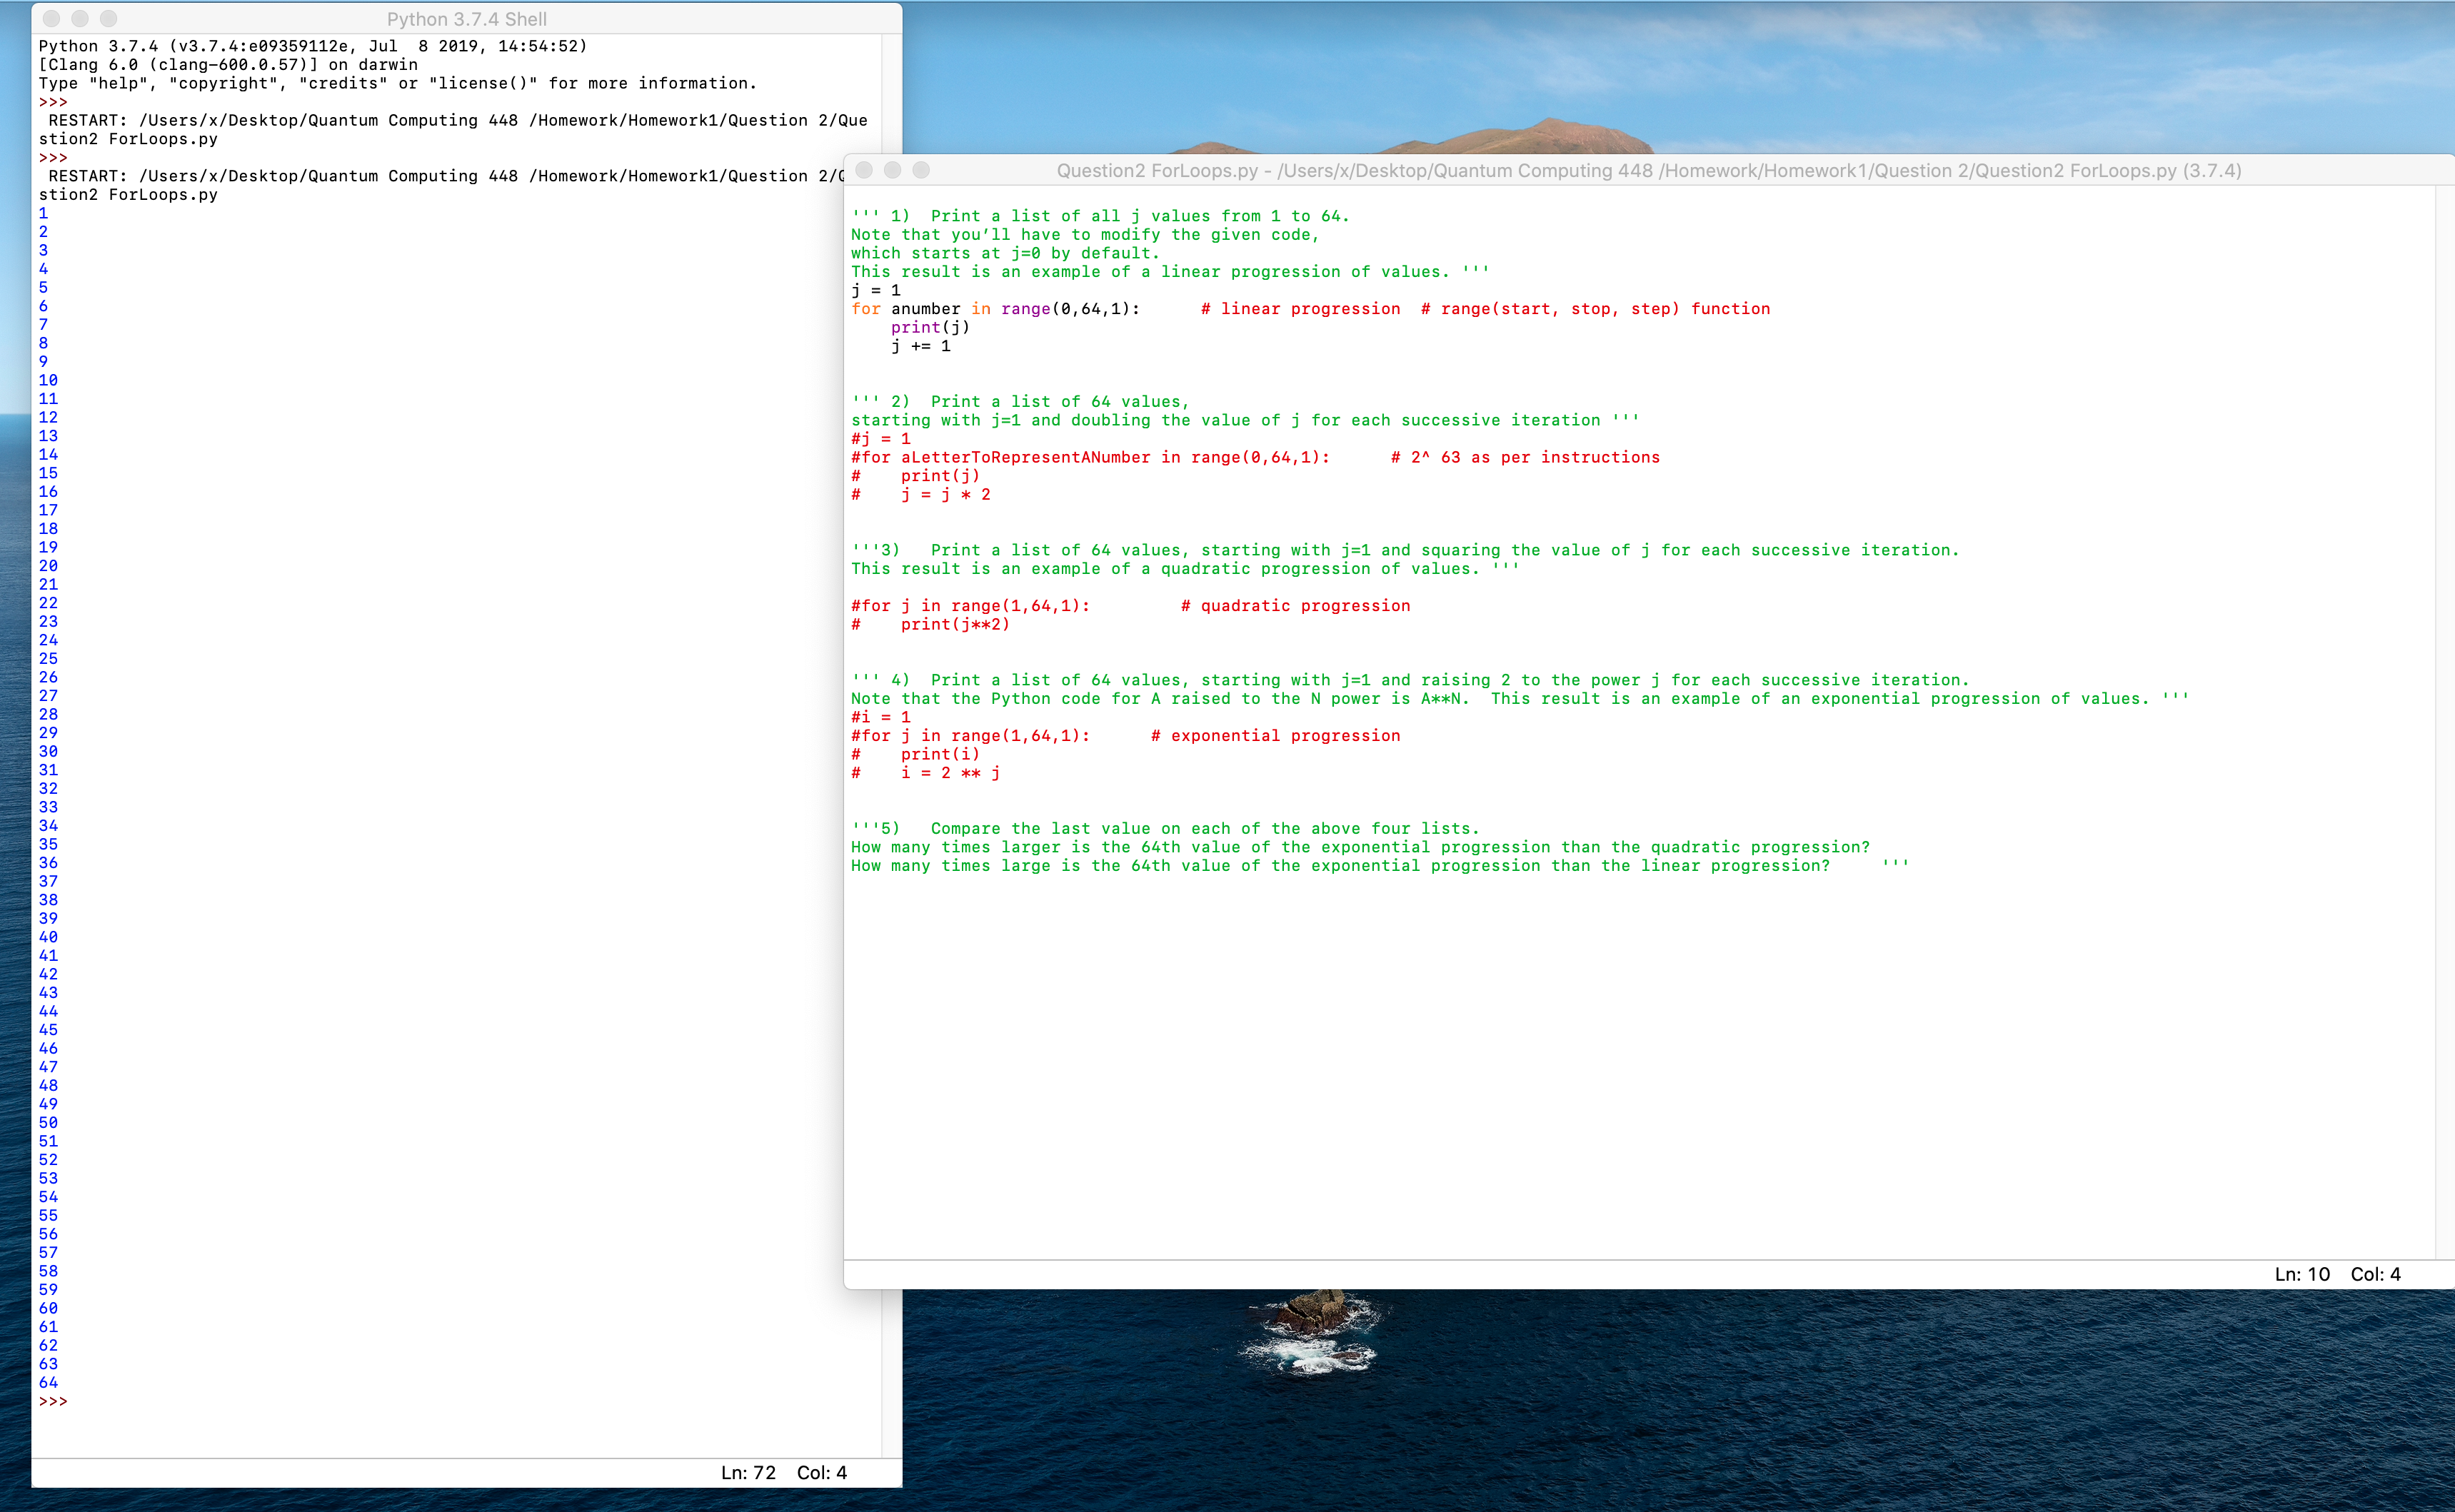 Python 3.7.4 Shell
Python 3.7.4 (v3.7.4:e09359112e, Jul  8 2019, 14:54:52)
[Clang 6.0 (clang-600.0.57)] on darwin
Type "help", "copyright", "credits" or "license()" for more information.
>>>
 RESTART: /Users/x/Desktop/Quantum Computing 448 /Homework/Homework1/Question 2/Que
stion2 ForLoops.py
>>>
 RESTART: /Users/x/Desktop/Quantum Computing 448 /Homework/Homework1/Question 2/
stion2 ForLoops.py
1
2
3
4
5
6
7
8
9
10
11
12
13
14
15
16
17
18
19
20
21
22
23
24
25
26
27
28
29
30
31
32
33
34
35
36
37
38
39
40
41
42
43
44
45
46
47
48
49
50
51
52
53
54
55
56
57
58
59
60
61
62
63
64
>>>
Ln: 72  Col: 4
Question2 ForLoops.py - /Users/x/Desktop/Quantum Computing 448 /Homework/Homework1/Question 2/Question2 ForLoops.py (3.7.4)
''' 1)  Print a list of all j values from 1 to 64.
Note that you’ll have to modify the given code,
which starts at j=0 by default.
This result is an example of a linear progression of values. '''
j = 1
for anumber in range(0,64,1):      # linear progression  # range(start, stop, step) function
    print(j)
    j += 1
''' 2)  Print a list of 64 values,
starting with j=1 and doubling the value of j for each successive iteration '''
#j = 1
#for aLetterToRepresentANumber in range(0,64,1):      # 2^ 63 as per instructions
#    print(j)
#    j = j * 2
'''3)   Print a list of 64 values, starting with j=1 and squaring the value of j for each successive iteration.
This result is an example of a quadratic progression of values. '''
#for j in range(1,64,1):         # quadratic progression
#    print(j**2)
''' 4)  Print a list of 64 values, starting with j=1 and raising 2 to the power j for each successive iteration.
Note that the Python code for A raised to the N power is A**N.  This result is an example of an exponential progression of values. '''
#i = 1
#for j in range(1,64,1):      # exponential progression
#    print(i)
#    i = 2 ** j
'''5)   Compare the last value on each of the above four lists.
How many times larger is the 64th value of the exponential progression than the quadratic progression?
How many times large is the 64th value of the exponential progression than the linear progression?     '''
Ln: 10  Col: 4